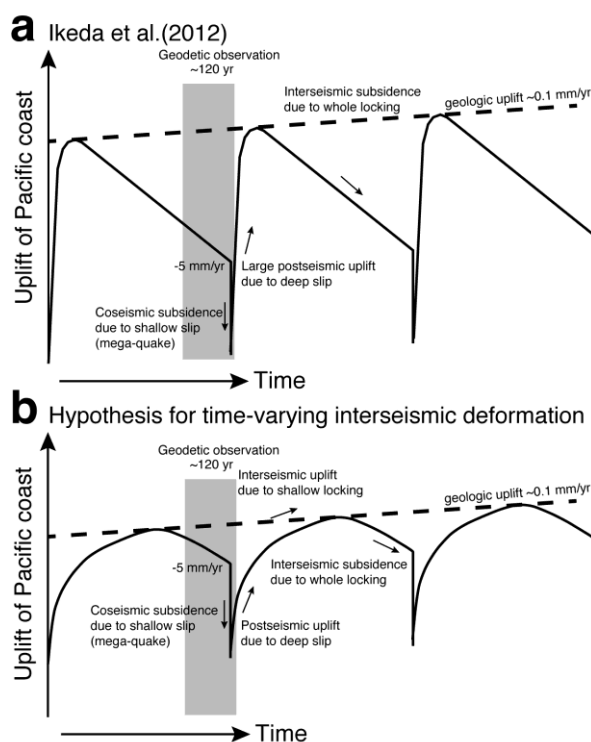 a Ikeda et al.(2012)
Geodetic observation
~120 yr
Interseismic subsidence
due to whole locking
geologic uplift ~0.1 mm/yr
Uplift of Pacific coast
-5 mm/yr
Large postseismic uplift
due to deep slip
Coseismic subsidence
due to shallow slip
(mega-quake)
Time
b Hypothesis for time-varying interseismic deformation
Geodetic observation
~120 yr
Interseismic uplift
due to shallow locking
geologic uplift ~0.1 mm/yr
Uplift of Pacific coast
-5 mm/yr
Interseismic subsidence
due to whole locking
Coseismic subsidence
due to shallow slip
(mega-quake)
Postseismic uplift
due to deep slip
Time